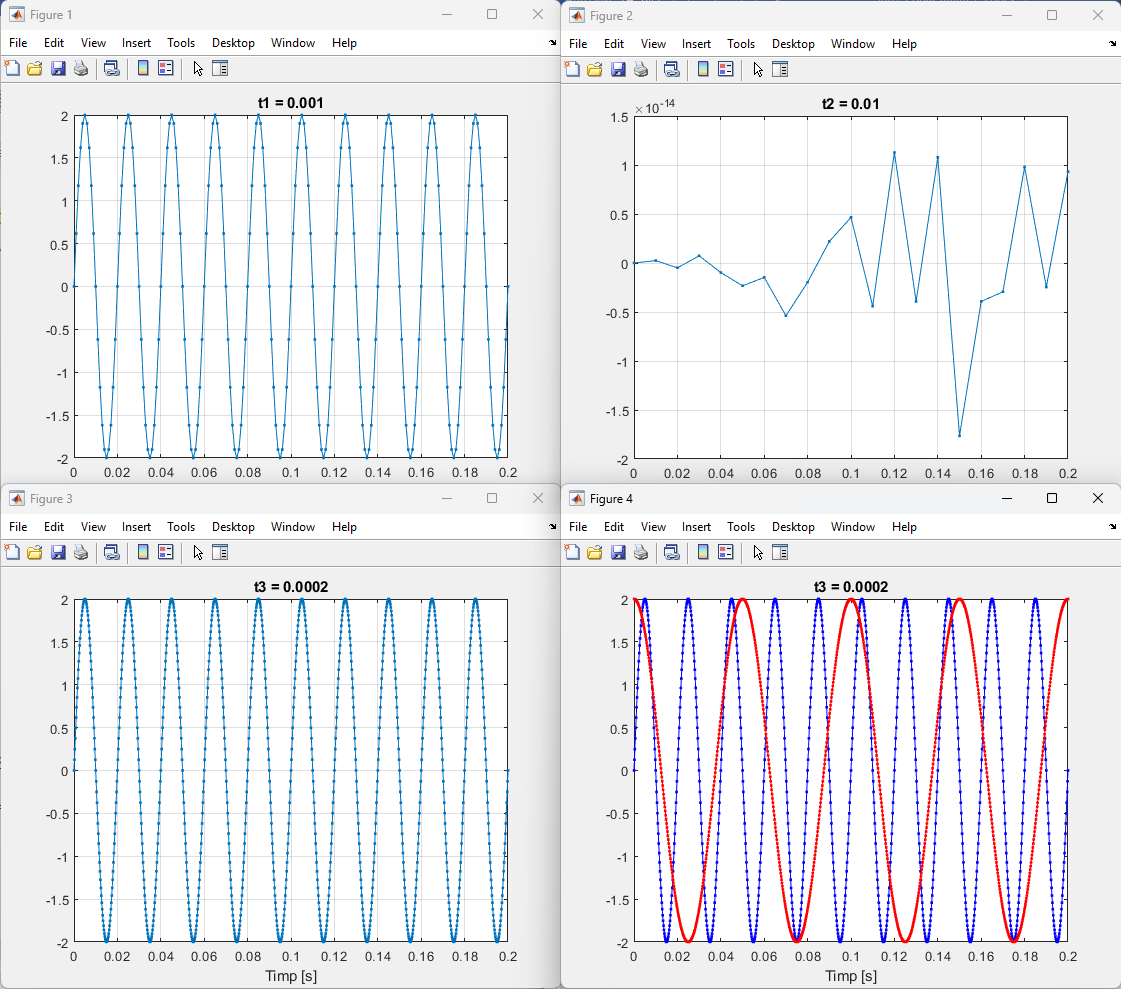 Figure 1
File Edit View Insert Tools Desktop Window Help
t1 = 0.001
2
1.5
1
0.5
0
-0.5
-1
-1.5
-2
0 0.02 0.04 0.06 0.08 0.1 0.12 0.14 0.16 0.18 0.2
Figure 2
File Edit View Insert Tools Desktop Window Help
×10-14
t2 = 0.01
1.5
1
0.5
0
-0.5
-1
-1.5
-2
0 0.02 0.04 0.06 0.08 0.1 0.12 0.14 0.16 0.18 0.2
Figure 3
File Edit View Insert Tools Desktop Window Help
t3 = 0.0002
2
1.5
1
0.5
0
-0.5
-1
-1.5
-2
0 0.02 0.04 0.06 0.08 0.1 0.12 0.14 0.16 0.18 0.2
Timp [s]
Figure 4
File Edit View Insert Tools Desktop Window Help
t3 = 0.0002
2
1.5
1
0.5
0
-0.5
-1
-1.5
-2
0 0.02 0.04 0.06 0.08 0.1 0.12 0.14 0.16 0.18 0.2
Timp [s]